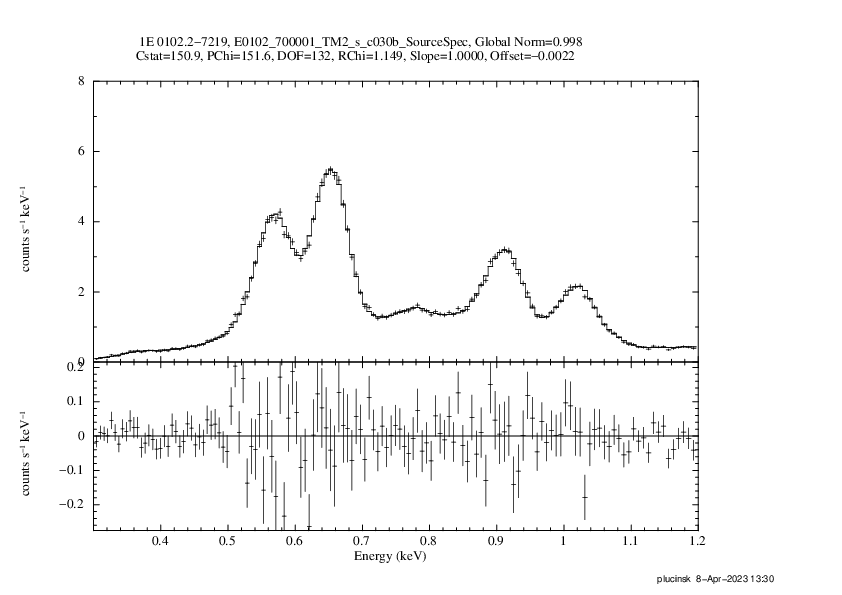 1E 0102.2−7219, E0102_700001_TM2_s_c030b_SourceSpec, Global Norm=0.998
Cstat=150.9, PChi=151.6, DOF=132, RChi=1.149, Slope=1.0000, Offset=−0.0022
8
6
4
2
0
counts s⁻¹ keV⁻¹
0.2
0.1
0
−0.1
−0.2
counts s⁻¹ keV⁻¹
0.4 0.5 0.6 0.7 0.8 0.9 1 1.1 1.2
Energy (keV)
plucinsk 8−Apr−2023 13:30